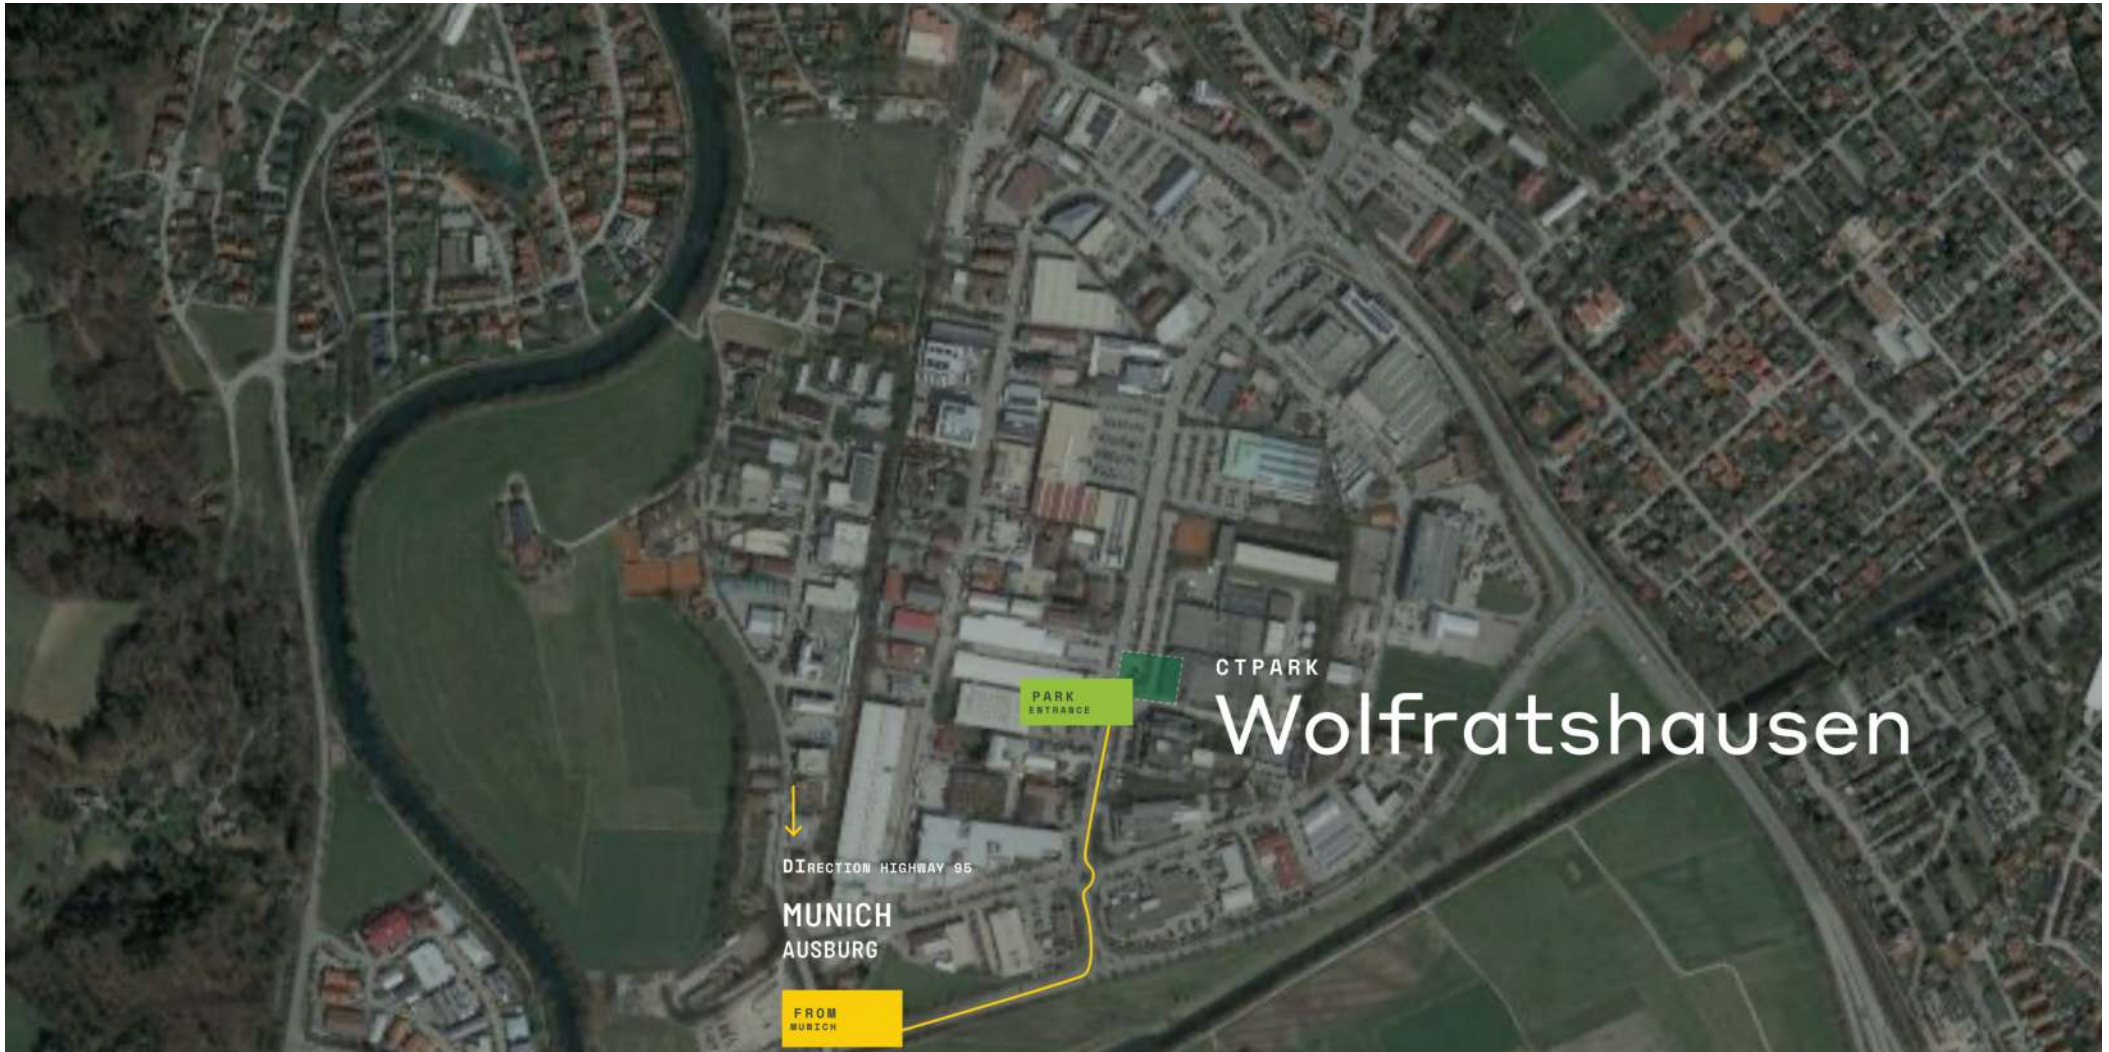 CTPARK
Wolfratshausen
PARK
ENTRANCE
DIRECTION HIGHWAY 95
MUNICH
AUSBURG
FROM
MUNICH